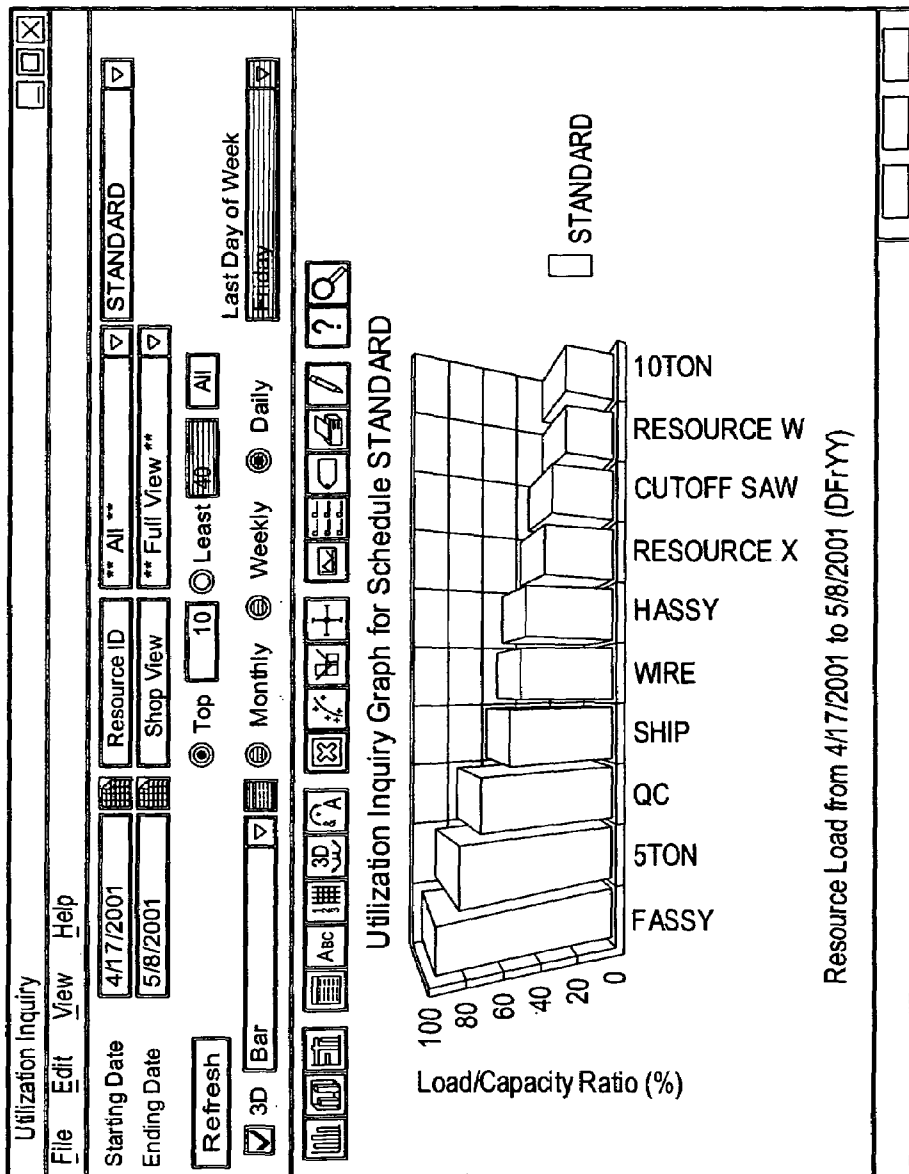 Utilization Inquiry
File Edit View Help
Starting Date 4/17/2001 Resource ID ** All ** STANDARD
Ending Date 5/8/2001 Shop View ** Full View **
Refresh Top 10 Least 40 All
Last Day of Week
3D Bar Monthly Weekly Daily Friday
ABC 3D & A ?
Utilization Inquiry Graph for Schedule STANDARD
100
80
60
40
20
0
Load/Capacity Ratio (%)
FASSY
5TON
QC
SHIP
WIRE
HASSY
RESOURCE X
CUTOFF SAW
RESOURCE W
10TON
STANDARD
Resource Load from 4/17/2001 to 5/8/2001 (DFrYY)